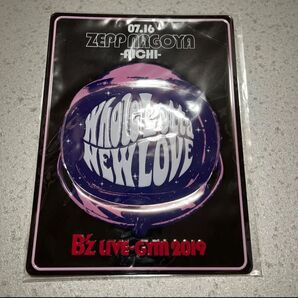 07.16
ZEPP NAGOYA
-AICHI-
Whole Lotta
NEW LOVE
B'z LIVE-GYM 2019